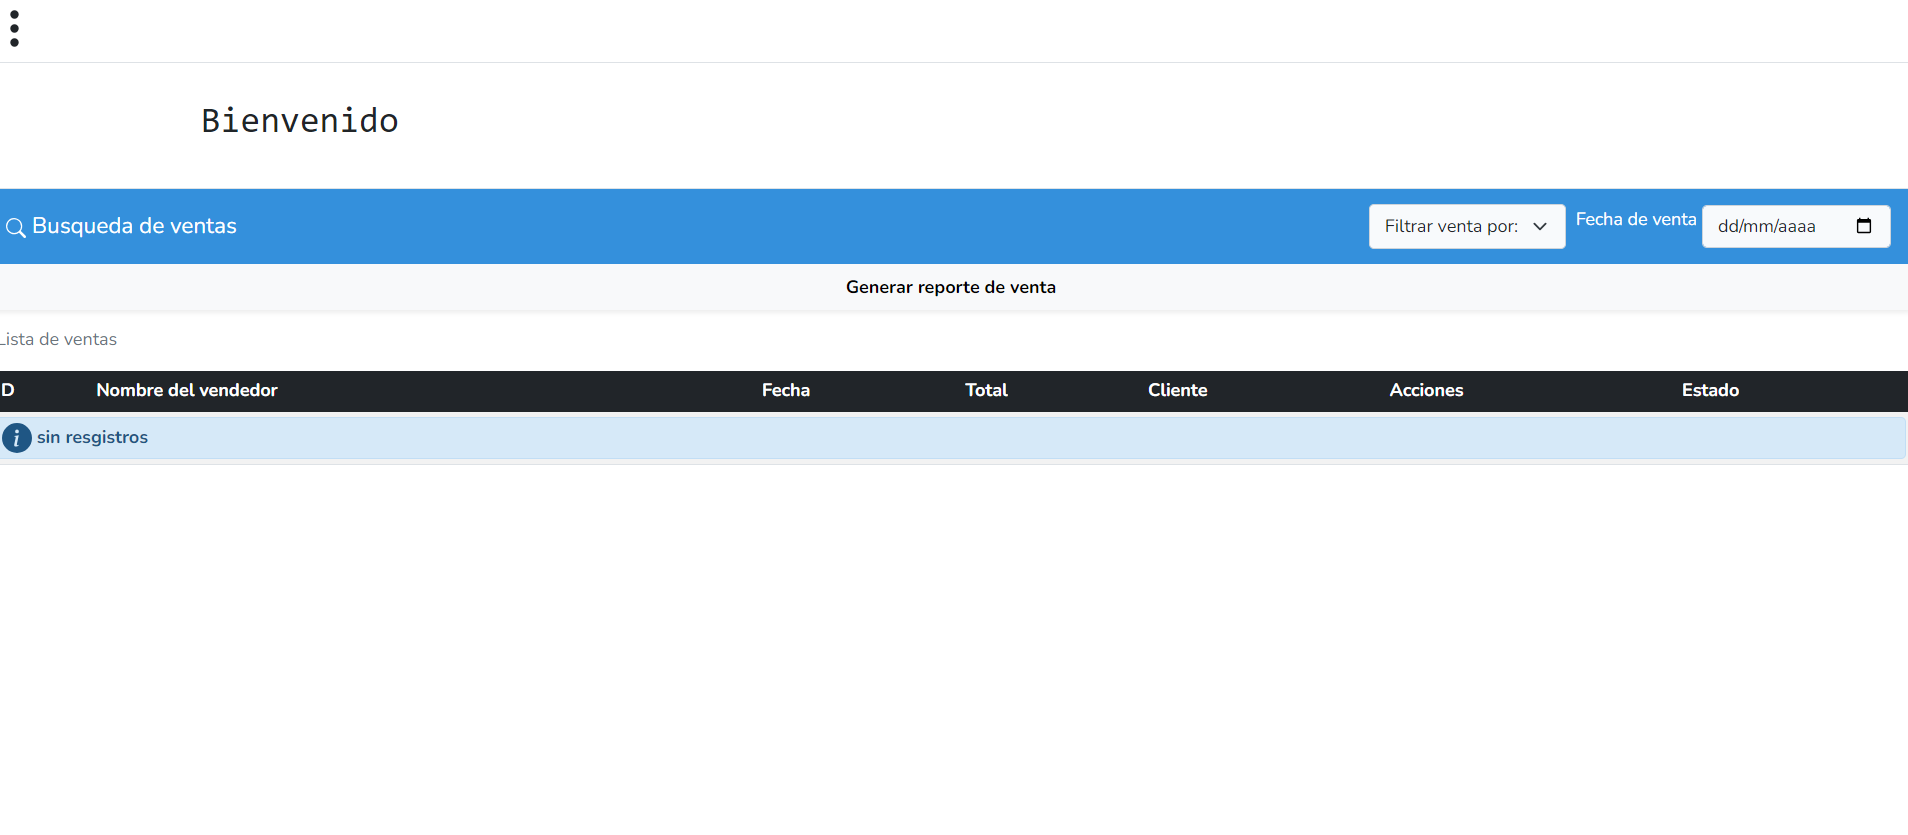 Bienvenido
Busqueda de ventas
Filtrar venta por:
Fecha de venta
dd/mm/aaaa
Generar reporte de venta
Lista de ventas
D Nombre del vendedor Fecha Total Cliente Acciones Estado
i sin resgistros